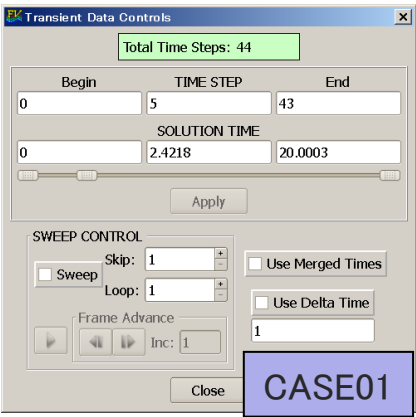 FV Transient Data Controls
Total Time Steps: 44
Begin TIME STEP End
0 5 43
SOLUTION TIME
0 2.4218 20.0003
Apply
SWEEP CONTROL
Sweep
Skip: 1
Loop: 1
Use Merged Times
Use Delta Time
1
Frame Advance
Inc: 1
Close
CASE01